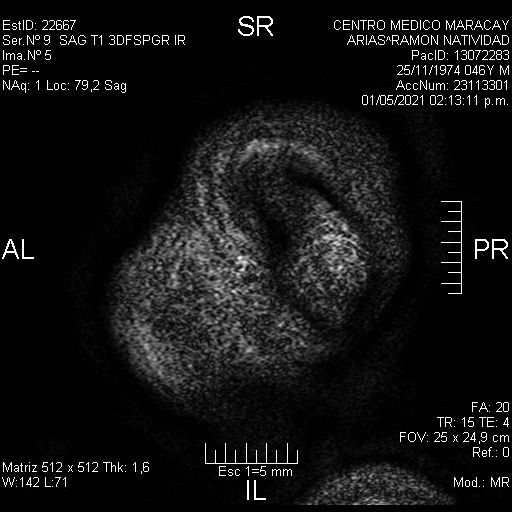 EstID: 22667
Ser.Nº 9 SAG T1 3DFSPGR IR
Ima.Nº 5
PE= --
NAq: 1 Loc: 79,2 Sag
SR
CENTRO MEDICO MARACAY
ARIAS^RAMON NATIVIDAD
PacID: 13072283
25/11/1974 046Y M
AccNum: 23113301
01/05/2021 02:13:11 p.m.
AL
PR
FA: 20
TR: 15 TE: 4
FOV: 25 x 24,9 cm
Ref.: 0
Mod.: MR
Matriz 512 x 512 Thk: 1,6
W:142 L:71
Esc 1=5 mm
IL